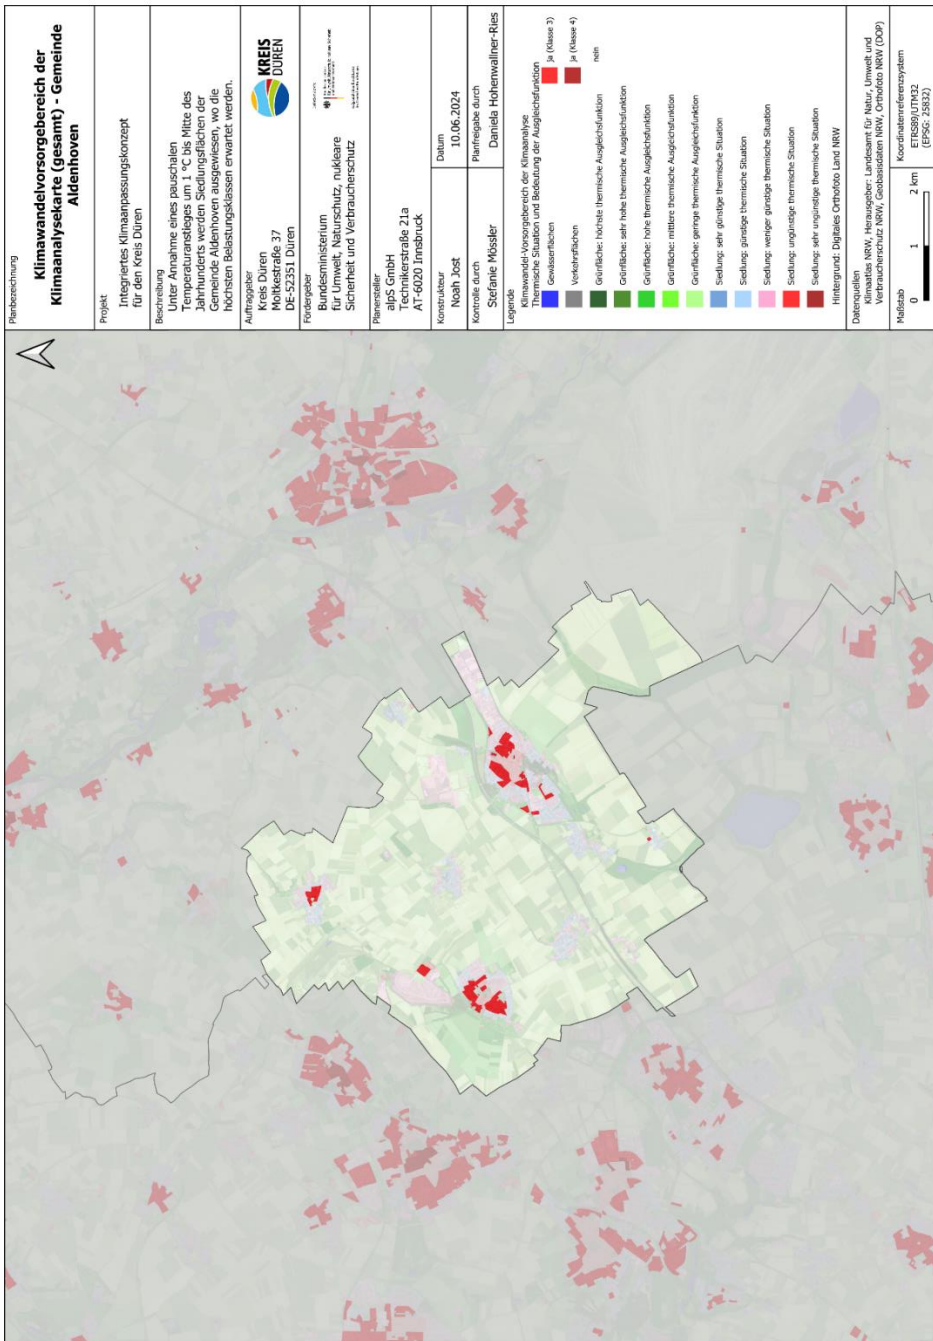 Planbezeichnung
Klimawandelvorsorgebereich der
Klimaanalysekarte (gesamt) - Gemeinde
Aldenhoven
Projekt
Integriertes Klimaanpassungskonzept
für den Kreis Düren
Beschreibung
Unter Annahme eines pauschalen
Temperaturanstieges um 1 °C bis Mitte des
Jahrhunderts werden Siedlungsflächen der
Gemeinde Aldenhoven ausgewiesen, wo die
höchsten Belastungsklassen erwartet werden.
Auftraggeber
Kreis Düren
Moltkestraße 37
DE-52351 Düren
KREIS
DÜREN
Fördergeber
Bundesministerium
für Umwelt, Naturschutz, nukleare
Sicherheit und Verbraucherschutz
Planersteller
alpS GmbH
Technikerstraße 21a
AT-6020 Innsbruck
Konstrukteur
Noah Jost
Datum
10.06.2024
Kontrolle durch
Stefanie Mössler
Planfreigabe durch
Daniela Hohenwallner-Ries
Legende
Klimawandel-Vorsorgebereich der Klimaanalyse
Thermische Situation und Bedeutung der Ausgleichsfunktion
Gewässerflächen
Verkehrsflächen
Grünfläche: höchste thermische Ausgleichsfunktion
Grünfläche: sehr hohe thermische Ausgleichsfunktion
Grünfläche: hohe thermische Ausgleichsfunktion
Grünfläche: mittlere thermische Ausgleichsfunktion
Grünfläche: geringe thermische Ausgleichsfunktion
Siedlung: sehr günstige thermische Situation
Siedlung: günstige thermische Situation
Siedlung: weniger günstige thermische Situation
Siedlung: ungünstige thermische Situation
Siedlung: sehr ungünstige thermische Situation
ja (Klasse 3)
ja (Klasse 4)
nein
Hintergrund: Digitales Orthofoto Land NRW
Datenquellen
Klimaatlas NRW, Herausgeber: Landesamt für Natur, Umwelt und
Verbraucherschutz NRW, Geobasisdaten NRW, Orthofoto NRW (DOP)
Maßstab
0 1 2 km
Koordinatenreferenzsystem
ETRS89/UTM32
(EPSG: 25832)